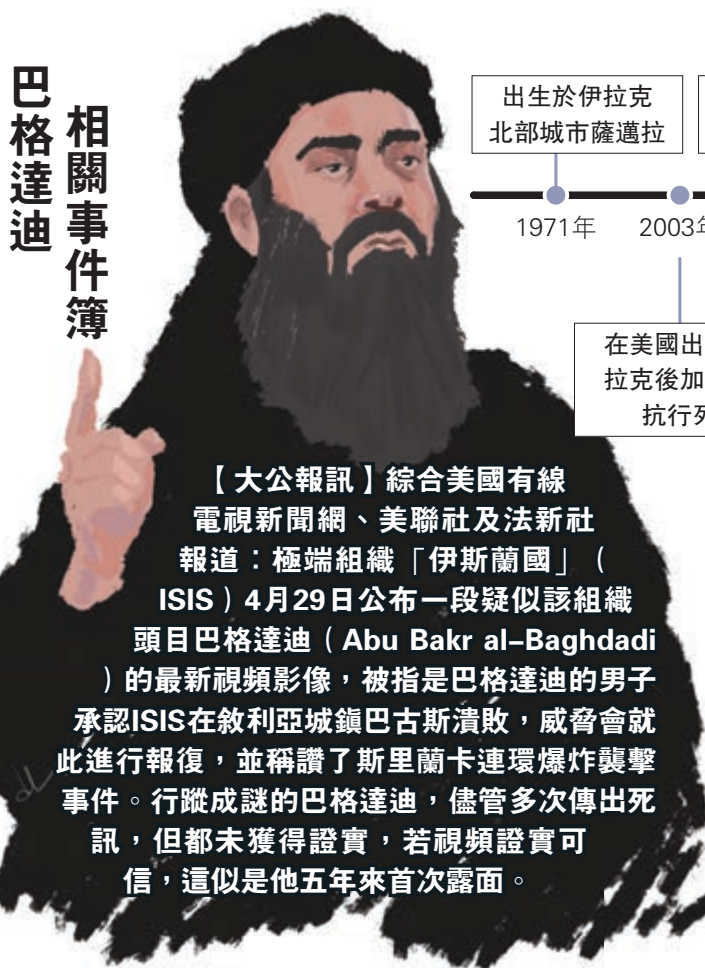 巴格達迪
相關事件簿
出生於伊拉克
北部城市薩邁拉
1971年
2003年
在美國出
拉克後加
抗行
【大公報訊】綜合美國有線
電視新聞網、美聯社及法新社
報道：極端組織「伊斯蘭國」（
ISIS）4月29日公布一段疑似該組織
頭目巴格達迪（Abu Bakr al-Baghdadi
）的最新視頻影像，被指是巴格達迪的男子
承認ISIS在敘利亞城鎮巴古斯潰敗，威脅會就
此進行報復，並稱讚了斯里蘭卡連環爆炸襲擊
事件。行蹤成謎的巴格達迪，儘管多次傳出死
訊，但都未獲得證實，若視頻證實可
信，這似是他五年來首次露面。